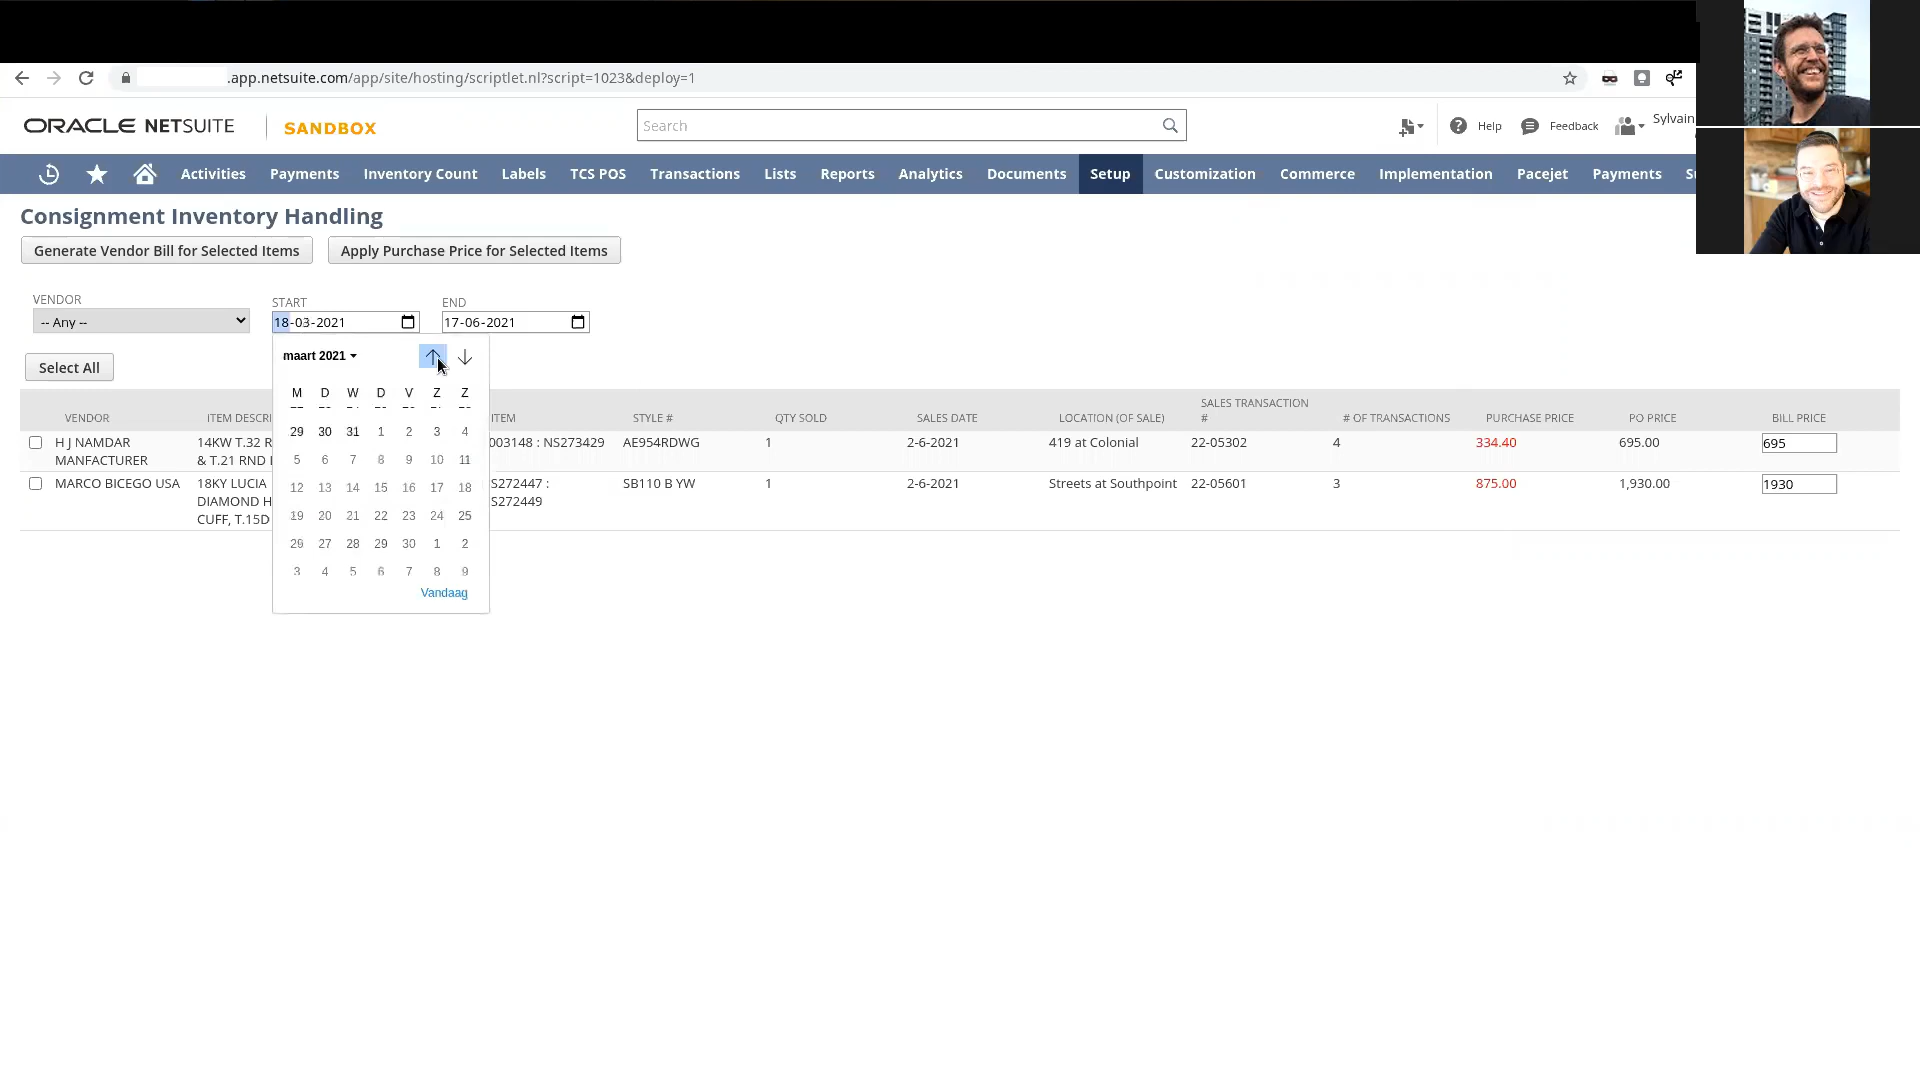 .app.netsuite.com/app/site/hosting/scriptlet.nl?script=1023&deploy=1
ORACLE NETSUITE SANDBOX Search Help Feedback Sylvain
Activities Payments Inventory Count Labels TCS POS Transactions Lists Reports Analytics Documents Setup Customization Commerce Implementation Pacejet Payments
Consignment Inventory Handling
Generate Vendor Bill for Selected Items Apply Purchase Price for Selected Items
VENDOR START END
-- Any -- 18-03-2021 17-06-2021
maart 2021
Select All
M D W D V Z Z
29 30 31 1 2 3 4
5 6 7 8 9 10 11
12 13 14 15 16 17 18
19 20 21 22 23 24 25
26 27 28 29 30 1 2
3 4 5 6 7 8 9
Vandaag
VENDOR ITEM DESCRI ITEM STYLE # QTY SOLD SALES DATE LOCATION (OF SALE) SALES TRANSACTION # # OF TRANSACTIONS PURCHASE PRICE PO PRICE BILL PRICE
H J NAMDAR 14KW T.32 R 003148 : NS273429 AE954RDWG 1 2-6-2021 419 at Colonial 22-05302 4 334.40 695.00 695
MANFACTURER & T.21 RND
MARCO BICEGO USA 18KY LUCIA S272447 : SB110 B YW 1 2-6-2021 Streets at Southpoint 22-05601 3 875.00 1,930.00 1930
DIAMOND H S272449
CUFF, T.15D